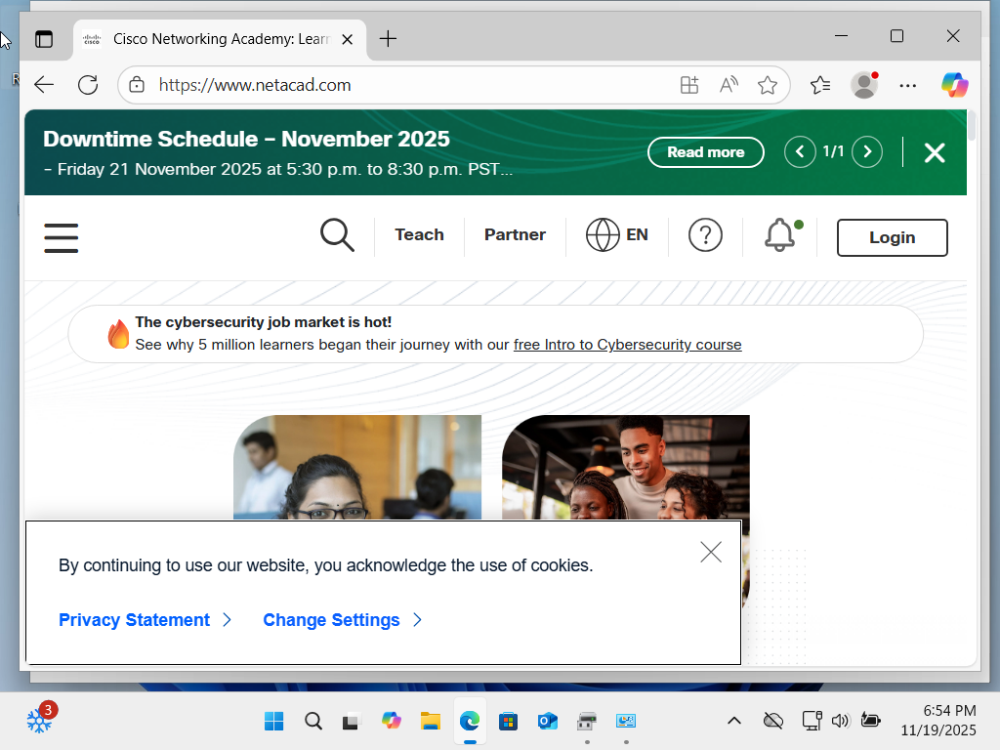 Cisco Networking Academy: Lear
R
https://www.netacad.com
Downtime Schedule – November 2025
- Friday 21 November 2025 at 5:30 p.m. to 8:30 p.m. PST...
Read more
1/1
Teach
Partner
EN
Login
The cybersecurity job market is hot!
See why 5 million learners began their journey with our free Intro to Cybersecurity course
By continuing to use our website, you acknowledge the use of cookies.
Privacy Statement
Change Settings
3
6:54 PM
11/19/2025